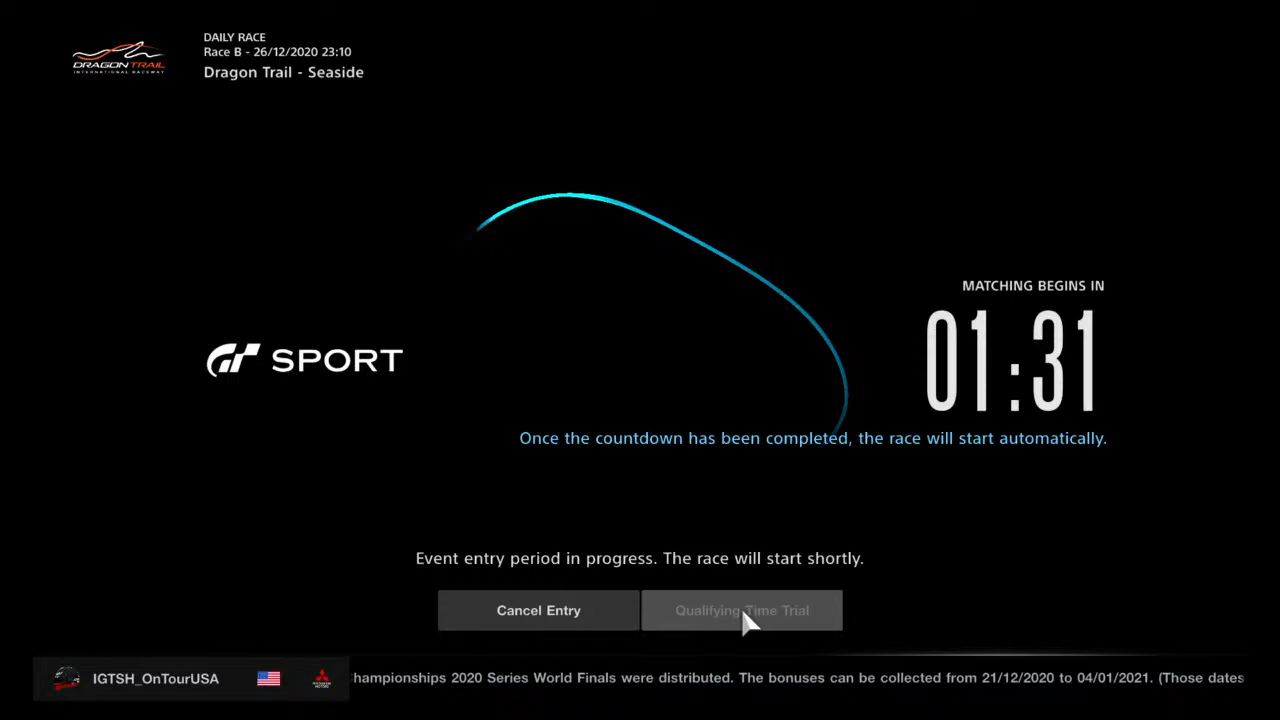 DRAGON TRAIL
INTERNATIONAL RACEWAY
DAILY RACE
Race B - 26/12/2020 23:10
Dragon Trail - Seaside
MATCHING BEGINS IN
01:31
GT SPORT
Once the countdown has been completed, the race will start automatically.
Event entry period in progress. The race will start shortly.
Cancel Entry
Qualifying Time Trial
IGTSH_OnTourUSA
MITSUBISHI MOTORS
hampionships 2020 Series World Finals were distributed. The bonuses can be collected from 21/12/2020 to 04/01/2021. (Those dates